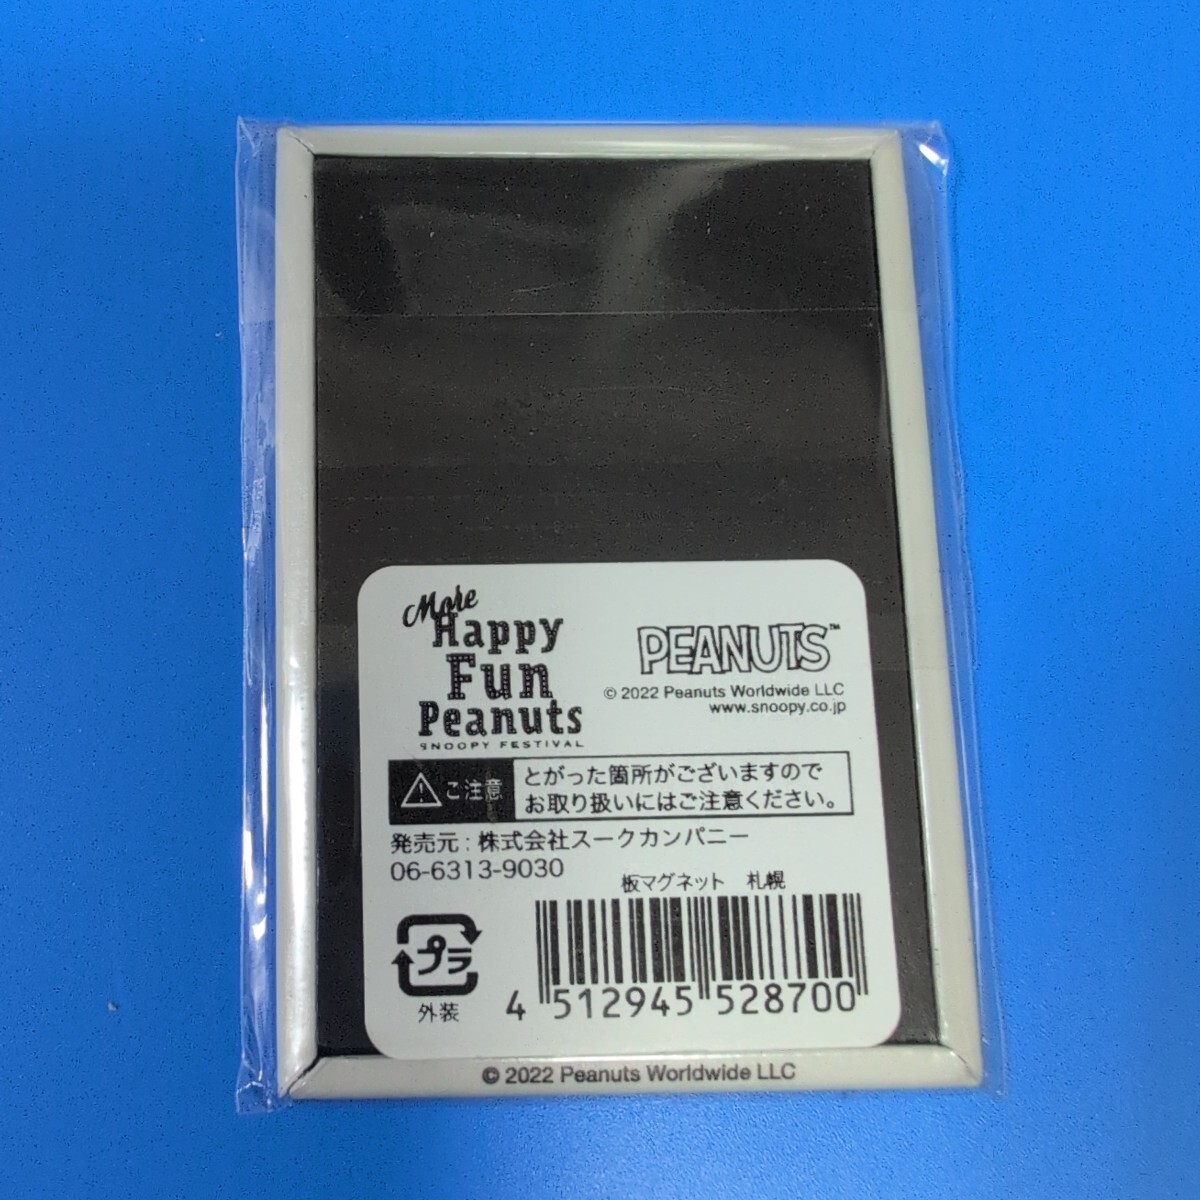 More
Happy
Fun
Peanuts
SNOOPY FESTIVAL
PEANUTS™
© 2022 Peanuts Worldwide LLC
www.snoopy.co.jp
ご注意
とがった箇所がございますので
お取り扱いにはご注意ください。
発売元：株式会社スークカンパニー
06-6313-9030
板マグネット 札幌
プラ
外装
4 512945 528700
© 2022 Peanuts Worldwide LLC